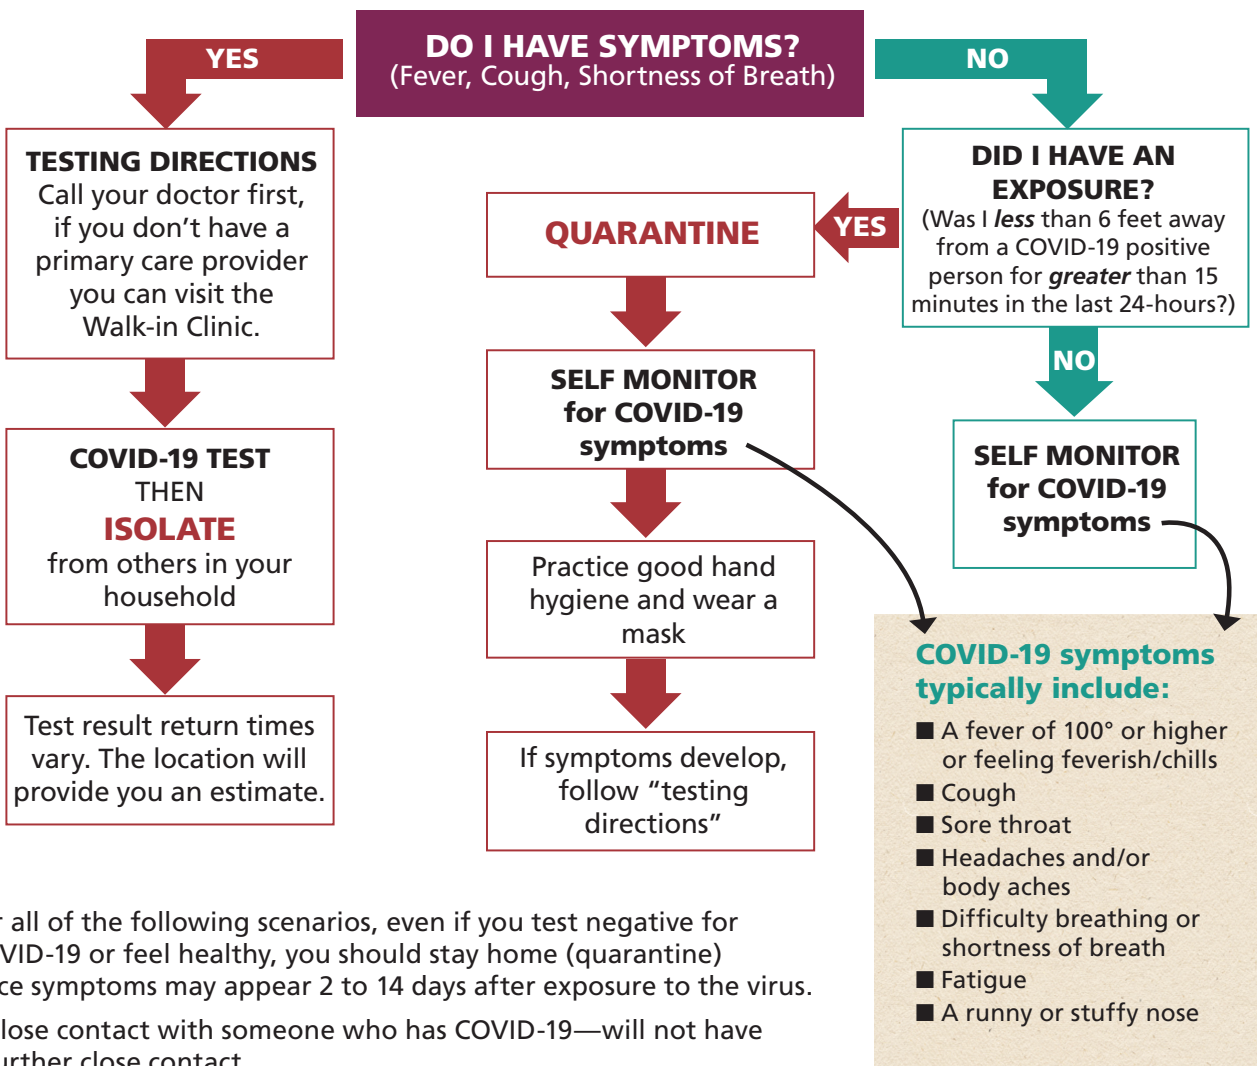 DO I HAVE SYMPTOMS?
(Fever, Cough, Shortness of Breath)
YES
NO
TESTING DIRECTIONS
Call your doctor first,
if you don’t have a
primary care provider
you can visit the
Walk-in Clinic.
COVID-19 TEST
THEN
ISOLATE
from others in your
household
Test result return times
vary. The location will
provide you an estimate.
DID I HAVE AN
EXPOSURE?
(Was I less than 6 feet away
from a COVID-19 positive
person for greater than 15
minutes in the last 24-hours?)
YES
QUARANTINE
SELF MONITOR
for COVID-19
symptoms
Practice good hand
hygiene and wear a
mask
If symptoms develop,
follow “testing
directions”
NO
SELF MONITOR
for COVID-19
symptoms
COVID-19 symptoms
typically include:
■ A fever of 100° or higher
or feeling feverish/chills
■ Cough
■ Sore throat
■ Headaches and/or
body aches
■ Difficulty breathing or
shortness of breath
■ Fatigue
■ A runny or stuffy nose
r all of the following scenarios, even if you test negative for
VID-19 or feel healthy, you should stay home (quarantine)
ce symptoms may appear 2 to 14 days after exposure to the virus.
lose contact with someone who has COVID-19—will not have
urther close contact